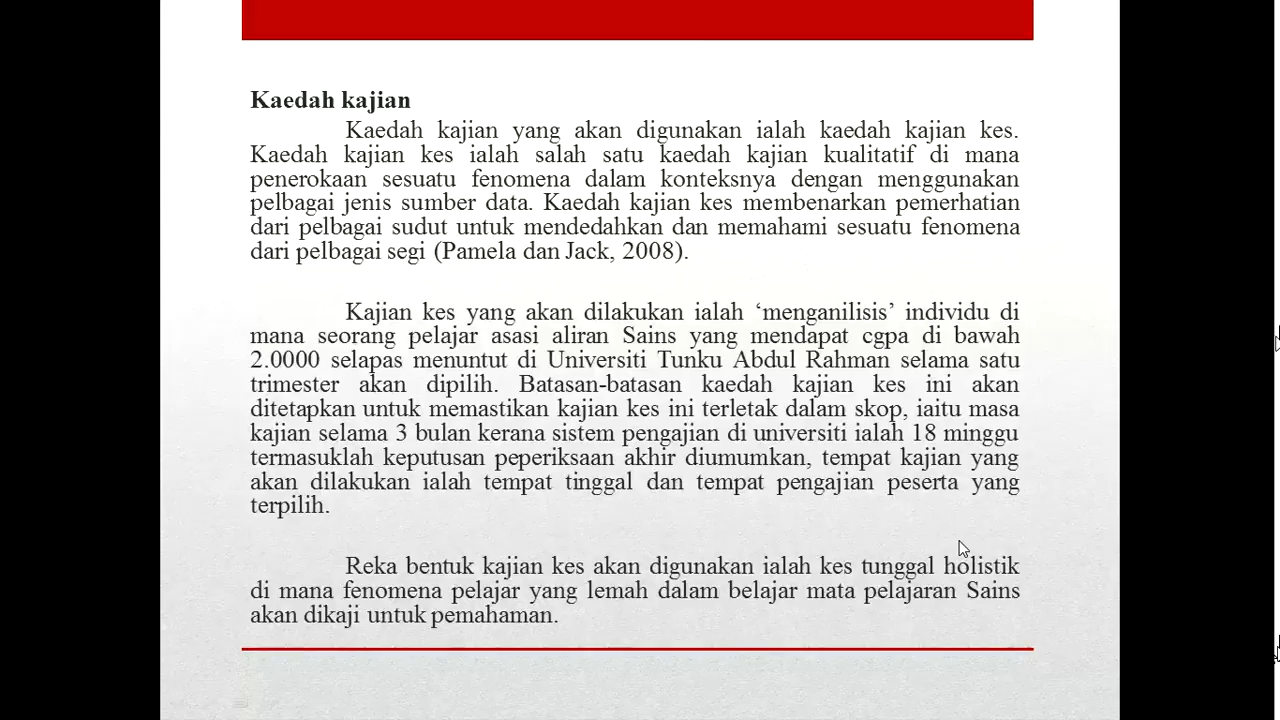 Kaedah kajian
Kaedah kajian yang akan digunakan ialah kaedah kajian kes.
Kaedah kajian kes ialah salah satu kaedah kajian kualitatif di mana
penerokaan sesuatu fenomena dalam konteksnya dengan menggunakan
pelbagai jenis sumber data. Kaedah kajian kes membenarkan pemerhatian
dari pelbagai sudut untuk mendedahkan dan memahami sesuatu fenomena
dari pelbagai segi (Pamela dan Jack, 2008).
Kajian kes yang akan dilakukan ialah ‘menganilisis’ individu di
mana seorang pelajar asasi aliran Sains yang mendapat cgpa di bawah
2.0000 selapas menuntut di Universiti Tunku Abdul Rahman selama satu
trimester akan dipilih. Batasan-batasan kaedah kajian kes ini akan
ditetapkan untuk memastikan kajian kes ini terletak dalam skop, iaitu masa
kajian selama 3 bulan kerana sistem pengajian di universiti ialah 18 minggu
termasuklah keputusan peperiksaan akhir diumumkan, tempat kajian yang
akan dilakukan ialah tempat tinggal dan tempat pengajian peserta yang
terpilih.
Reka bentuk kajian kes akan digunakan ialah kes tunggal holistik
di mana fenomena pelajar yang lemah dalam belajar mata pelajaran Sains
akan dikaji untuk pemahaman.